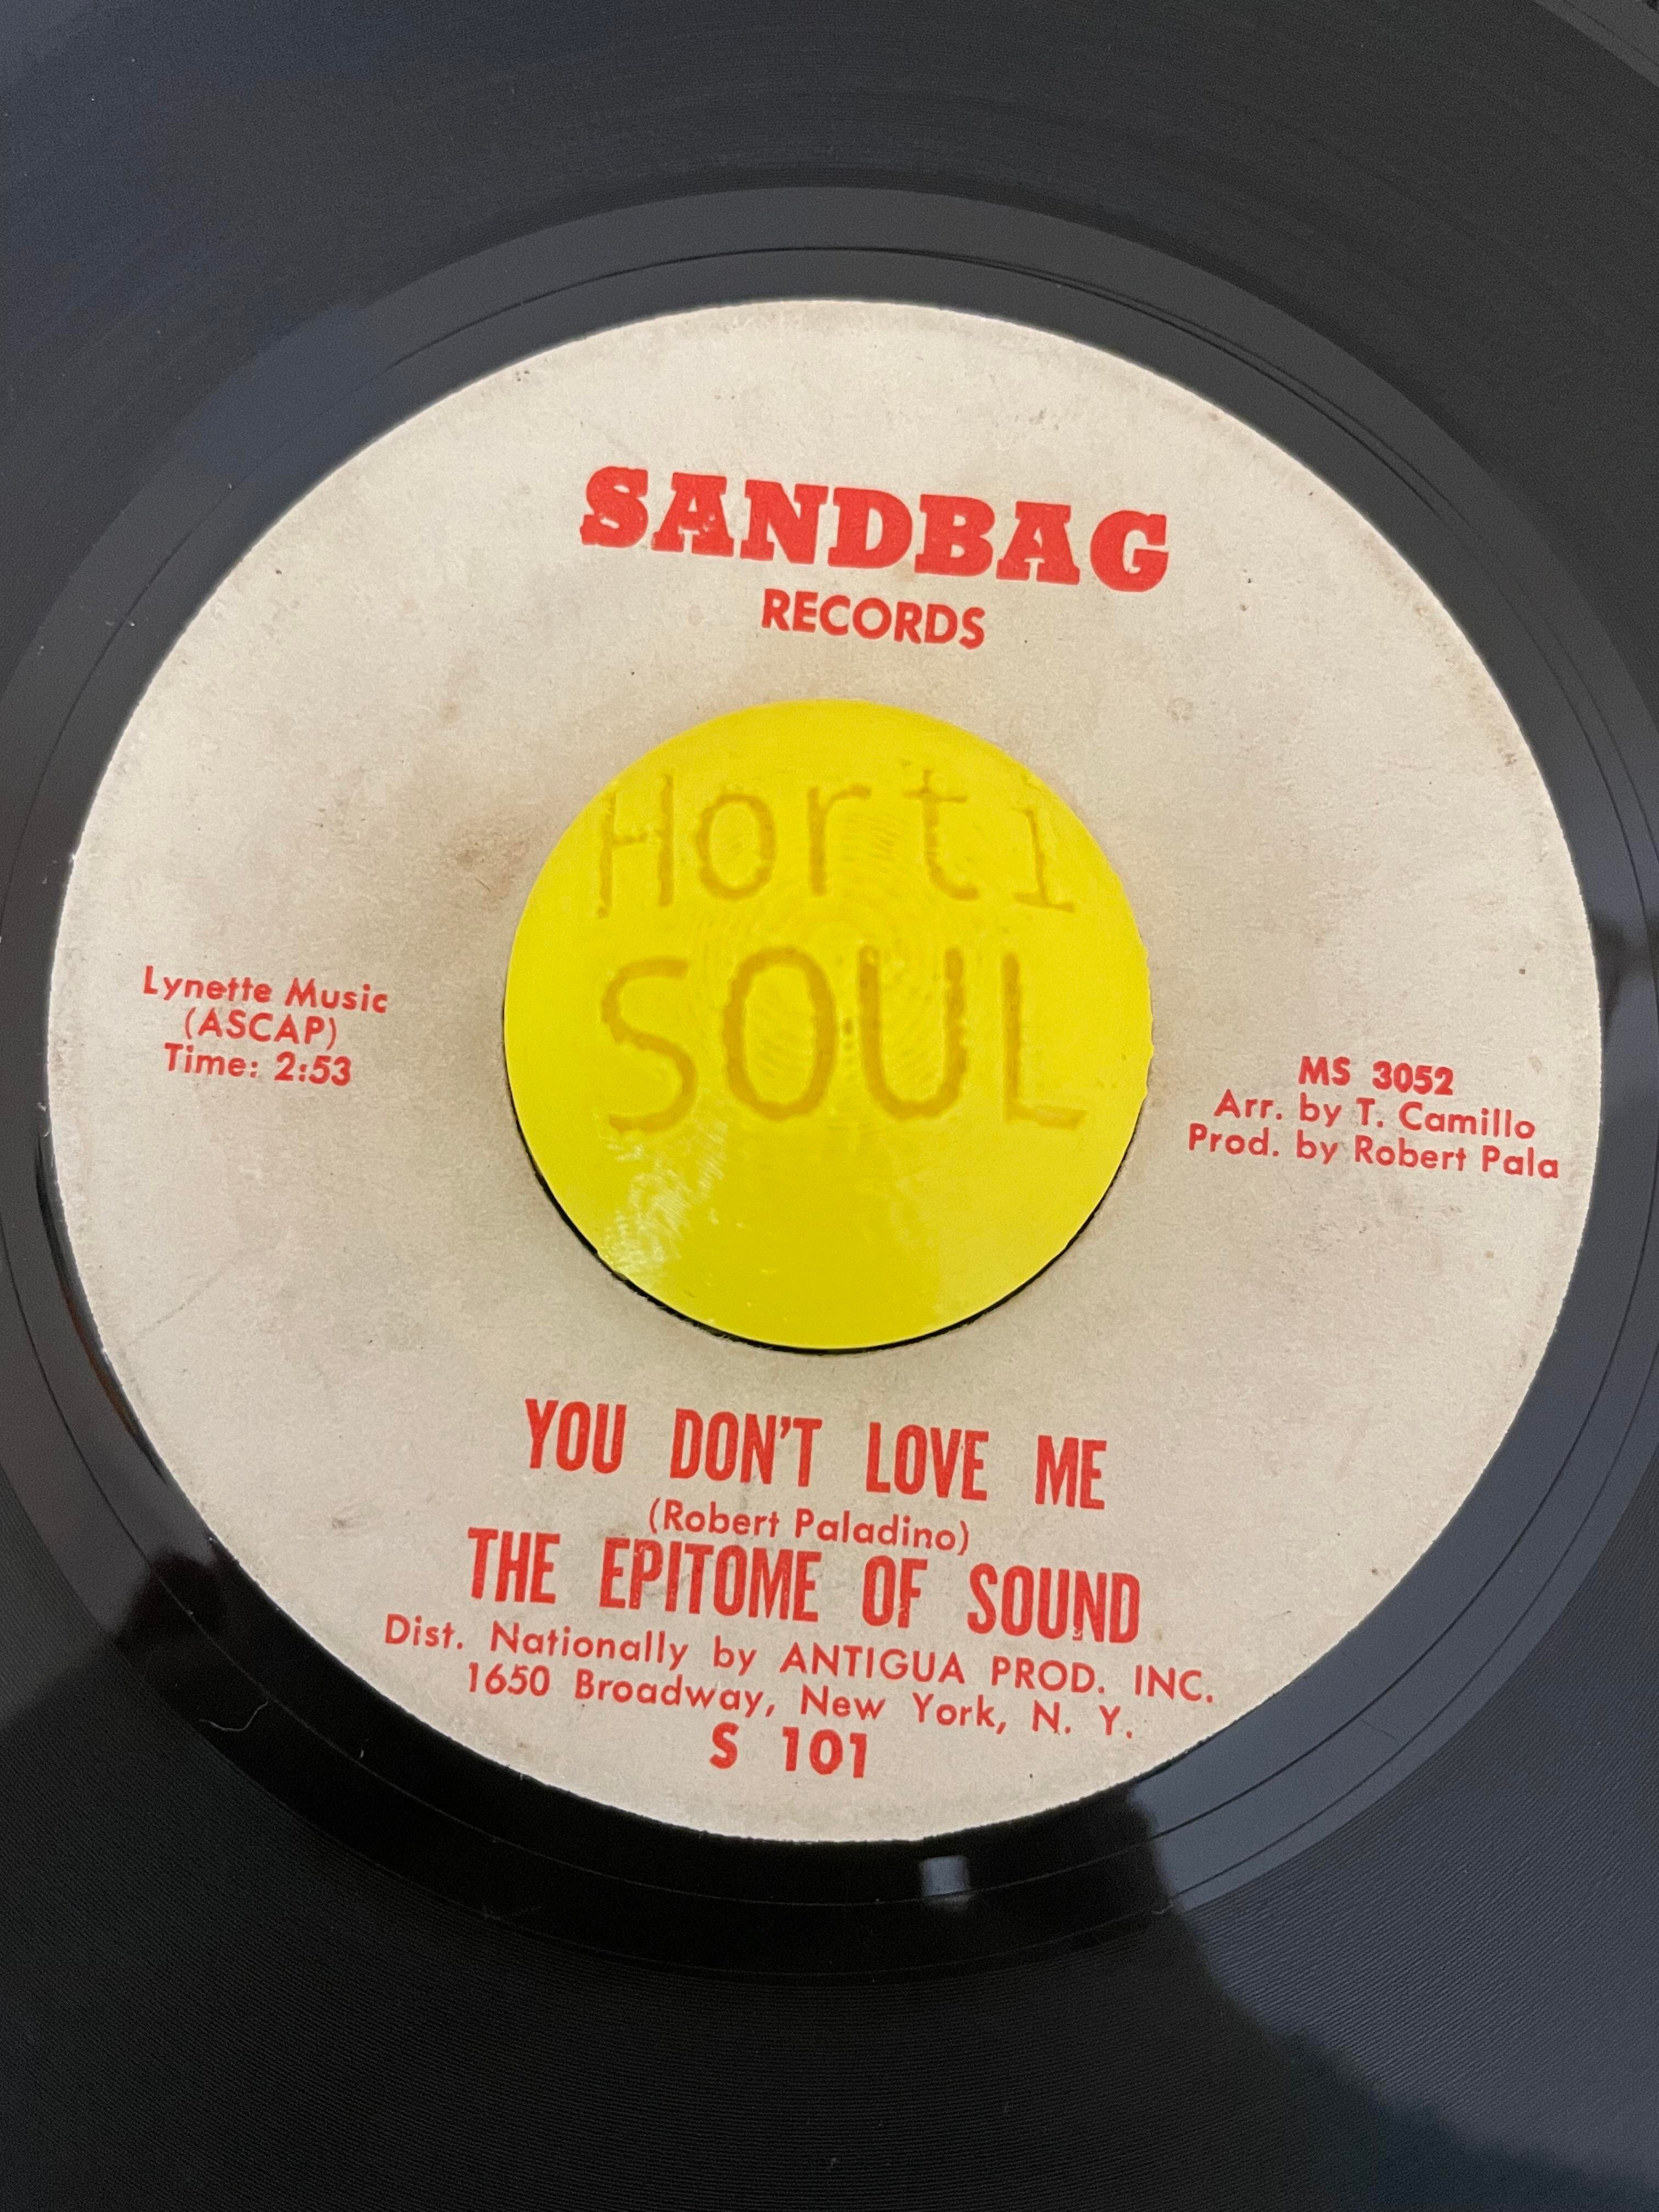 SANDBAG
RECORDS
Horti
SOUL
Lynette Music
(ASCAP)
Time: 2:53
MS 3052
Arr. by T. Camillo
Prod. by Robert Pala
YOU DON'T LOVE ME
(Robert Paladino)
THE EPITOME OF SOUND
Dist. Nationally by ANTIGUA PROD. INC.
1650 Broadway, New York, N. Y.
S 101